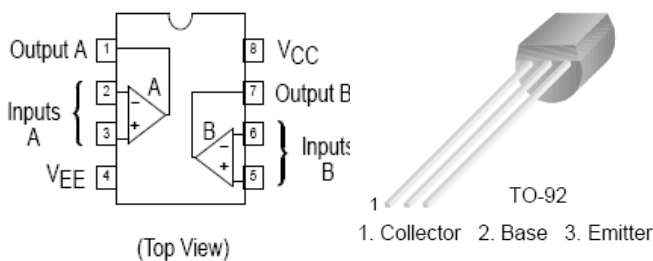 Output A 1
8 VCC
2
7 Output B
Inputs A
− A +
B − +
6
Inputs B
3
VEE 4
5
(Top View)
1
TO-92
1. Collector 2. Base 3. Emitter